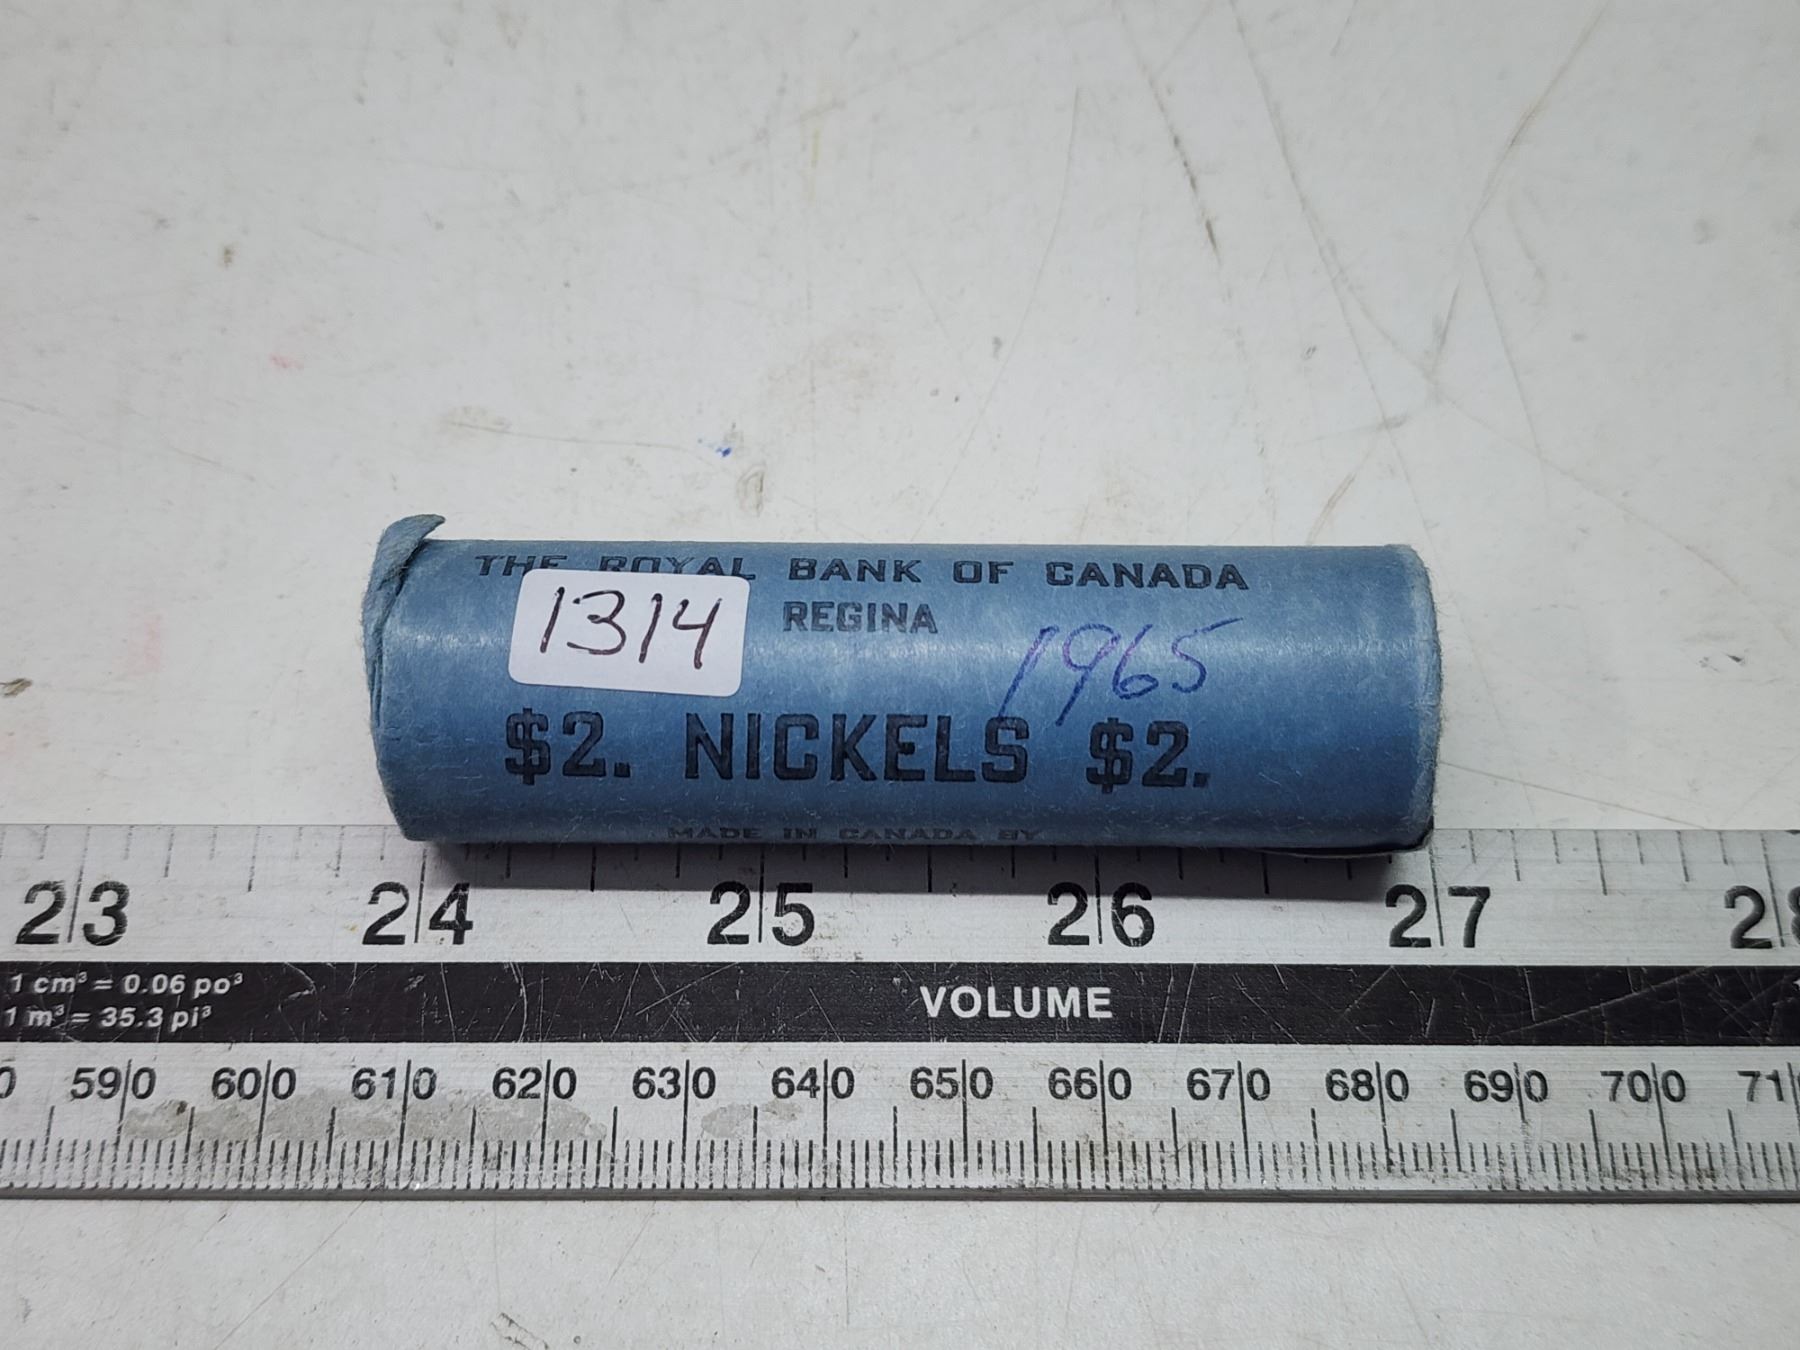 THE ROYAL BANK OF CANADA
1314
REGINA
1965
$2. NICKELS $2.
MADE IN CANADA BY
23 24 25 26 27
1 cm³ = 0.06 po³
1 m³ = 35.3 pi³
VOLUME
590 600 610 620 630 640 650 660 670 680 690 700